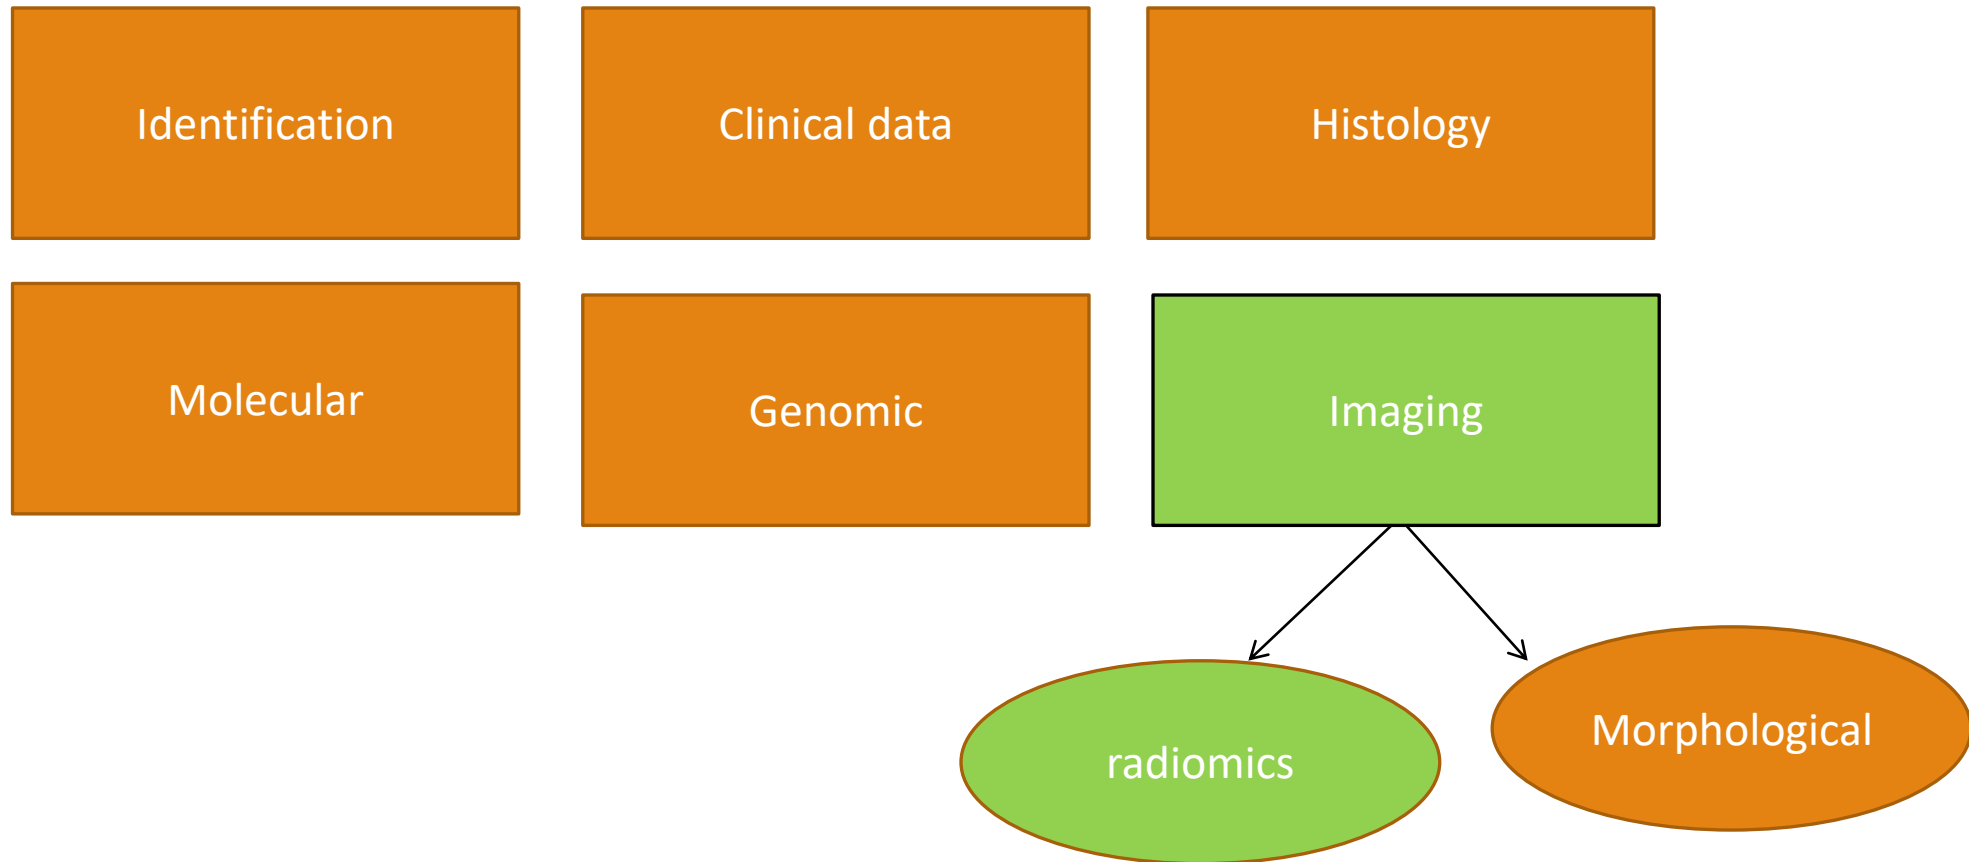 Identification
Clinical data
Histology
Molecular
Genomic
Imaging
radiomics
Morphological